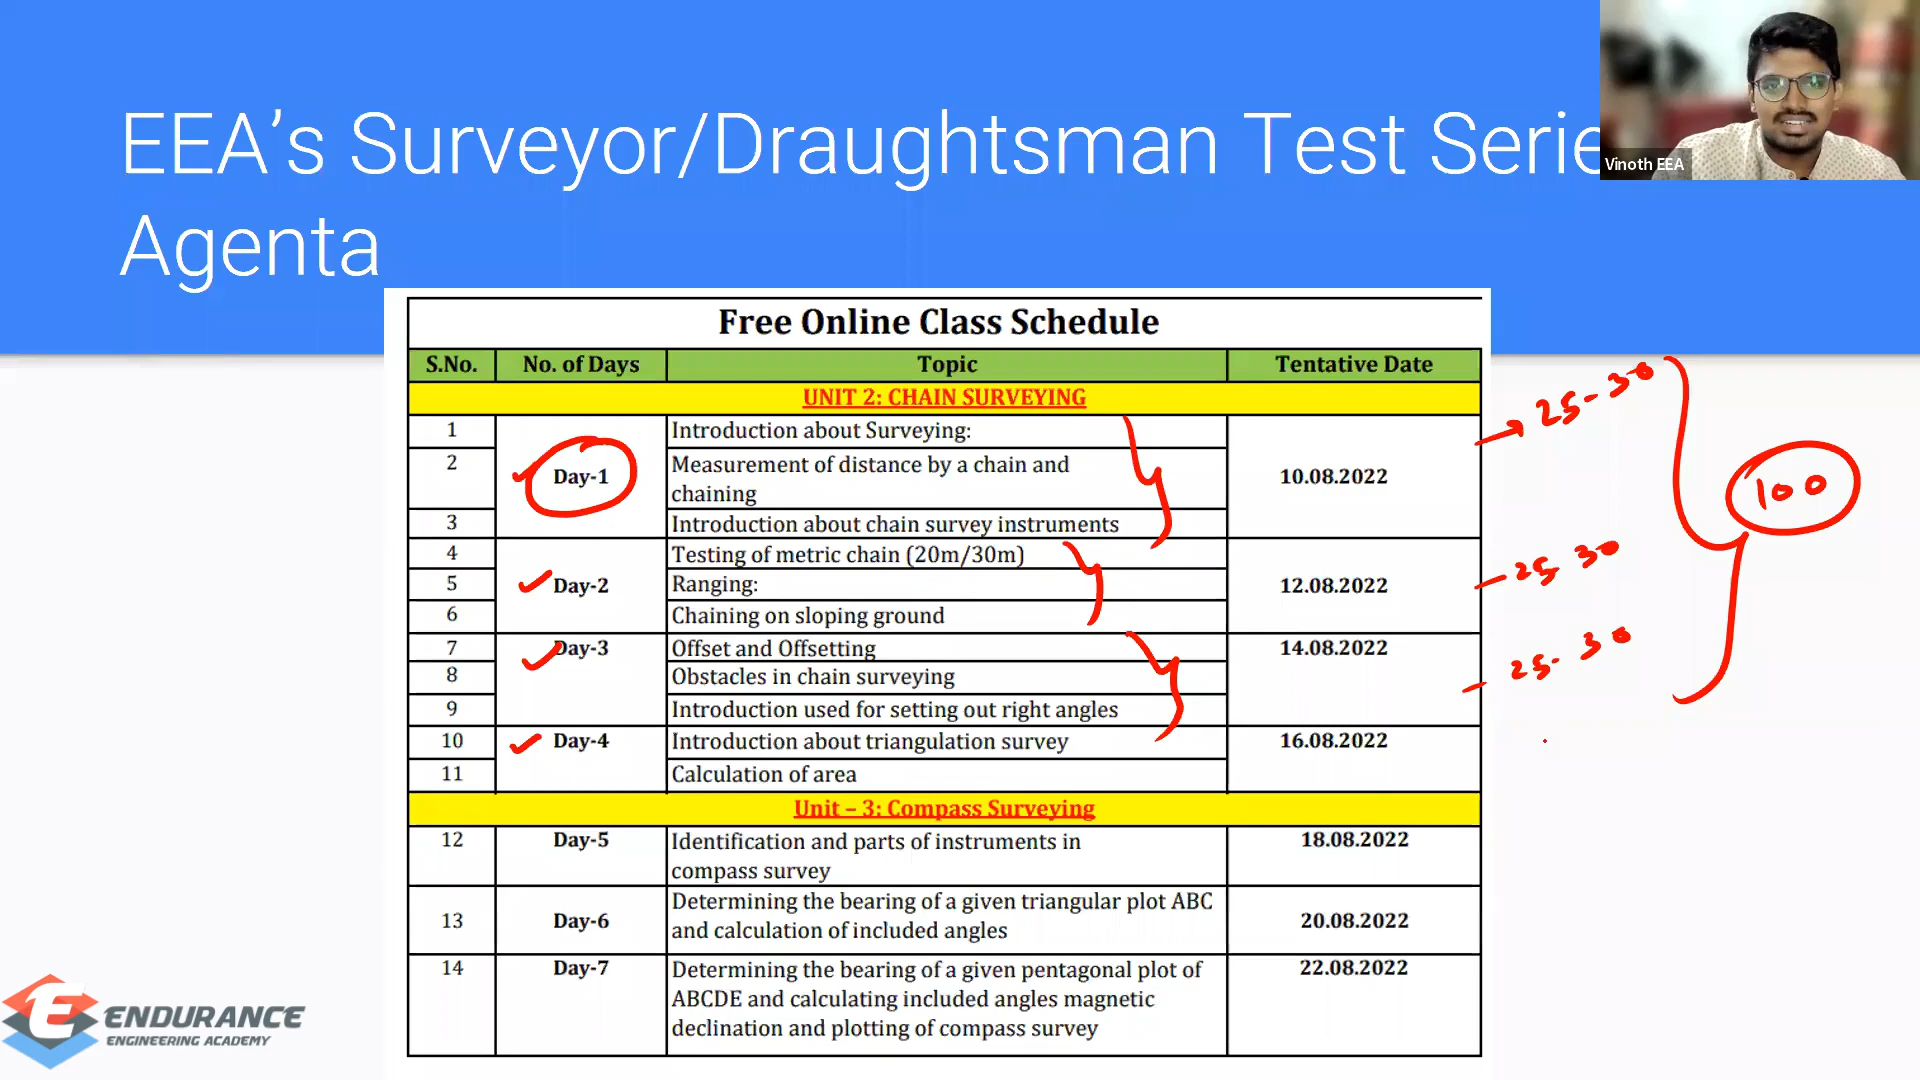 EEA’s Surveyor/Draughtsman Test Serie
Vinoth EEA
Agenta
Free Online Class Schedule
S.No. No. of Days Topic Tentative Date
UNIT 2: CHAIN SURVEYING
1 Introduction about Surveying:
2 Day-1 Measurement of distance by a chain and 10.08.2022
chaining
3 Introduction about chain survey instruments
4 Testing of metric chain (20m/30m)
5 Day-2 Ranging: 12.08.2022
6 Chaining on sloping ground
7 Day-3 Offset and Offsetting 14.08.2022
8 Obstacles in chain surveying
9 Introduction used for setting out right angles
10 Day-4 Introduction about triangulation survey 16.08.2022
11 Calculation of area
Unit – 3: Compass Surveying
12 Day-5 Identification and parts of instruments in 18.08.2022
compass survey
13 Day-6 Determining the bearing of a given triangular plot ABC 20.08.2022
and calculation of included angles
14 Day-7 Determining the bearing of a given pentagonal plot of 22.08.2022
ABCDE and calculating included angles magnetic
declination and plotting of compass survey
25-30
100
25 30
25-30
ENDURANCE
ENGINEERING ACADEMY